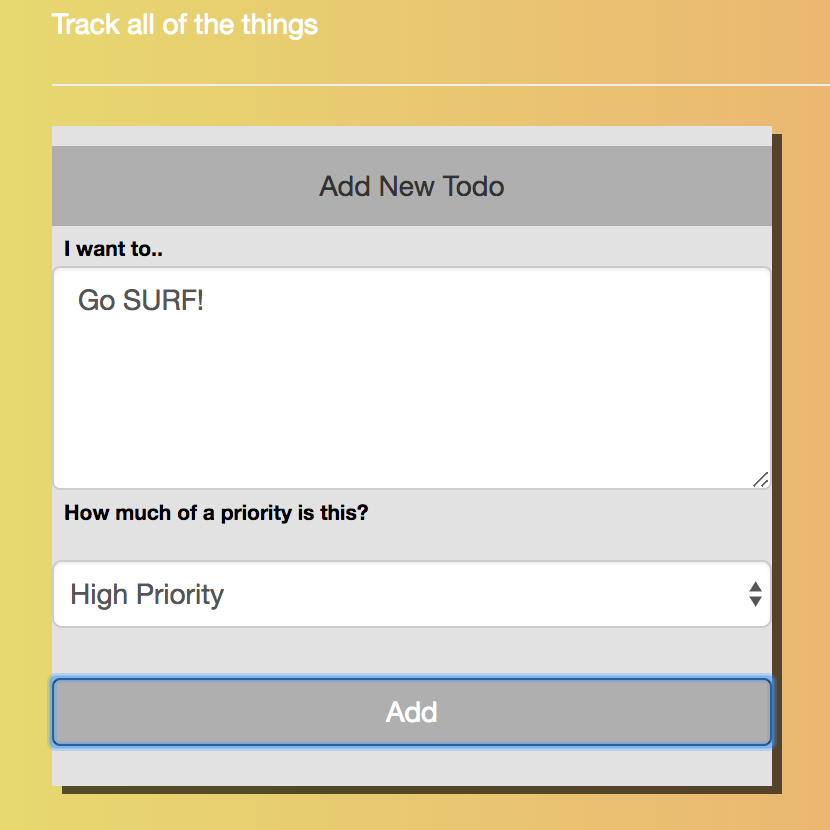 Track all of the things
Add New Todo
I want to..
Go SURF!
How much of a priority is this?
High Priority
Add